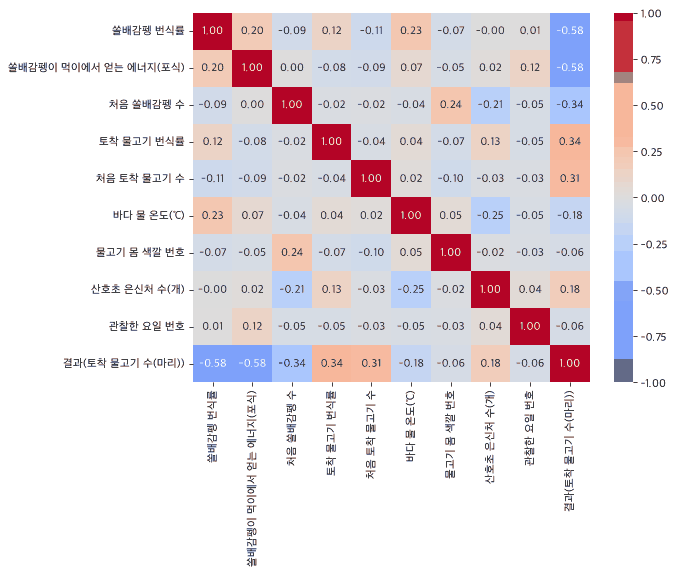 쏠배감펭 번식률 1.00 0.20 -0.09 0.12 -0.11 0.23 -0.07 -0.00 0.01 -0.58
쏠배감펭이 먹이에서 얻는 에너지(포식) 0.20 1.00 0.00 -0.08 -0.09 0.07 -0.05 0.02 0.12 -0.58
처음 쏠배감펭 수 -0.09 0.00 1.00 -0.02 -0.02 -0.04 0.24 -0.21 -0.05 -0.34
토착 물고기 번식률 0.12 -0.08 -0.02 1.00 -0.04 0.04 -0.07 0.13 -0.05 0.34
처음 토착 물고기 수 -0.11 -0.09 -0.02 -0.04 1.00 0.02 -0.10 -0.03 -0.03 0.31
바다 물 온도(℃) 0.23 0.07 -0.04 0.04 0.02 1.00 0.05 -0.25 -0.05 -0.18
물고기 몸 색깔 번호 -0.07 -0.05 0.24 -0.07 -0.10 0.05 1.00 -0.02 -0.03 -0.06
산호초 은신처 수(개) -0.00 0.02 -0.21 0.13 -0.03 -0.25 -0.02 1.00 0.04 0.18
관찰한 요일 번호 0.01 0.12 -0.05 -0.05 -0.03 -0.05 -0.03 0.04 1.00 -0.06
결과(토착 물고기 수(마리)) -0.58 -0.58 -0.34 0.34 0.31 -0.18 -0.06 0.18 -0.06 1.00
쏠배감펭 번식률
쏠배감펭이 먹이에서 얻는 에너지(포식)
처음 쏠배감펭 수
토착 물고기 번식률
처음 토착 물고기 수
바다 물 온도(℃)
물고기 몸 색깔 번호
산호초 은신처 수(개)
관찰한 요일 번호
결과(토착 물고기 수(마리))
1.00
0.75
0.50
0.25
0.00
-0.25
-0.50
-0.75
-1.00